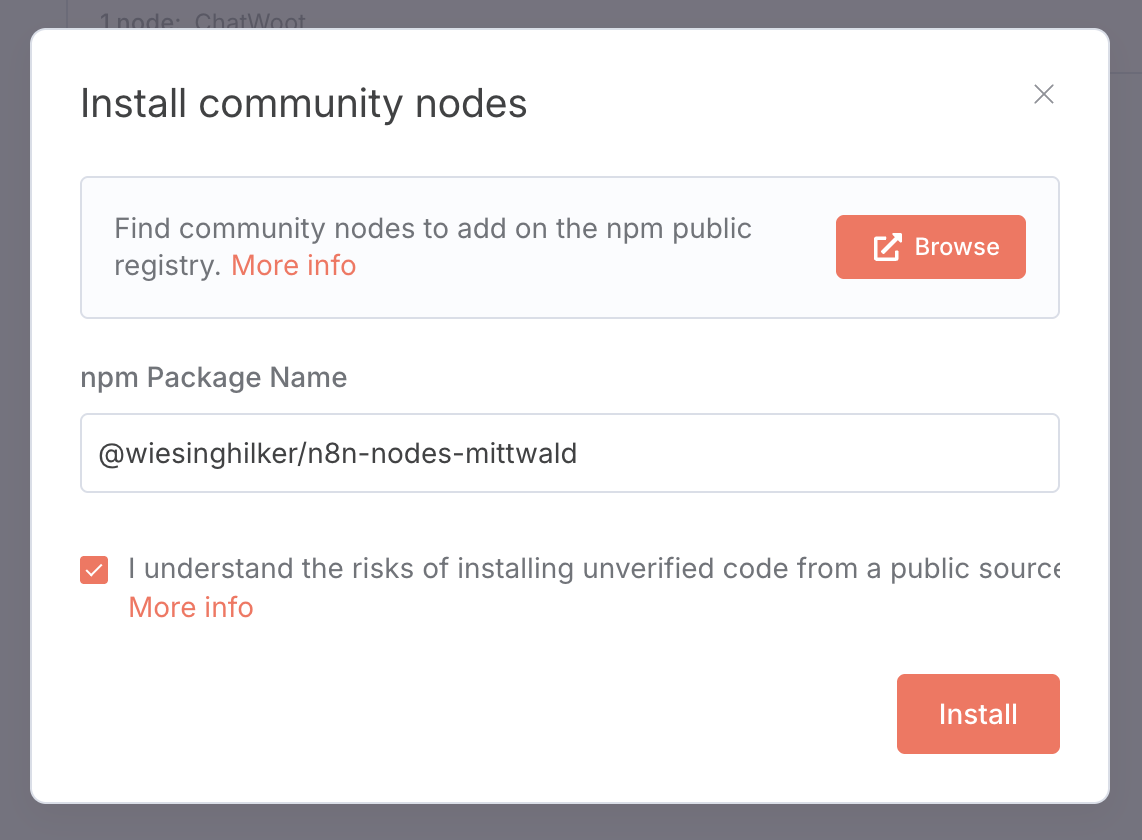 1 node: ChatWoot
Install community nodes
Find community nodes to add on the npm public
registry. More info
Browse
npm Package Name
@wiesinghilker/n8n-nodes-mittwald
I understand the risks of installing unverified code from a public source
More info
Install